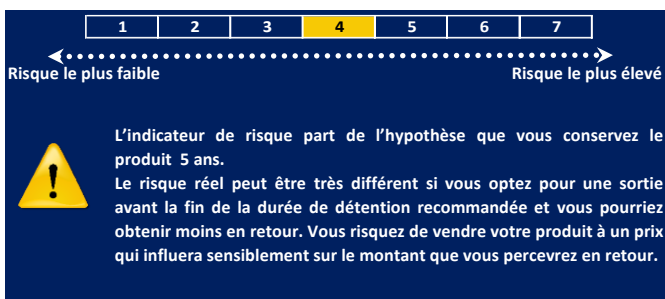 1 2 3 4 5 6 7
Risque le plus faible Risque le plus élevé
L’indicateur de risque part de l’hypothèse que vous conservez le
produit 5 ans.
Le risque réel peut être très différent si vous optez pour une sortie
avant la fin de la durée de détention recommandée et vous pourriez
obtenir moins en retour. Vous risquez de vendre votre produit à un prix
qui influera sensiblement sur le montant que vous percevrez en retour.